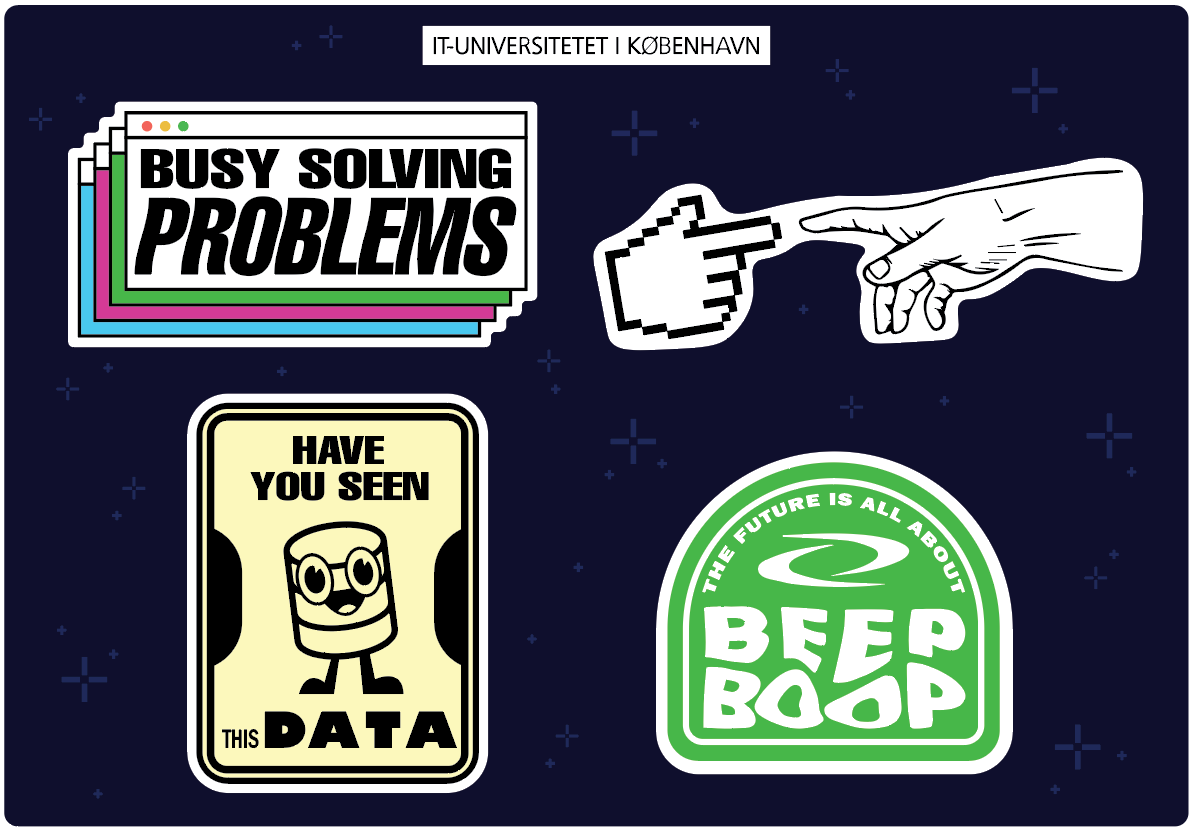 IT-UNIVERSITETET I KØBENHAVN
BUSY SOLVING
PROBLEMS
HAVE
YOU SEEN
THIS DATA
THE FUTURE IS ALL ABOUT
BEEP
BOOP